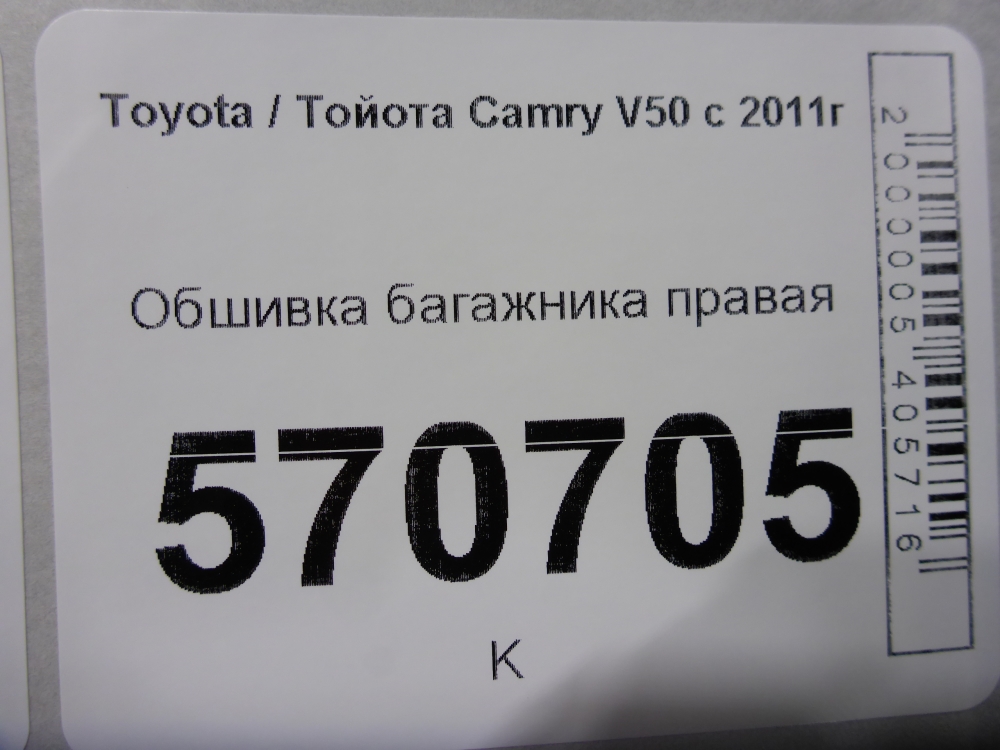 Toyota / Тойота Camry V50 с 2011г
Обшивка багажника правая
570705
К
2000005405716